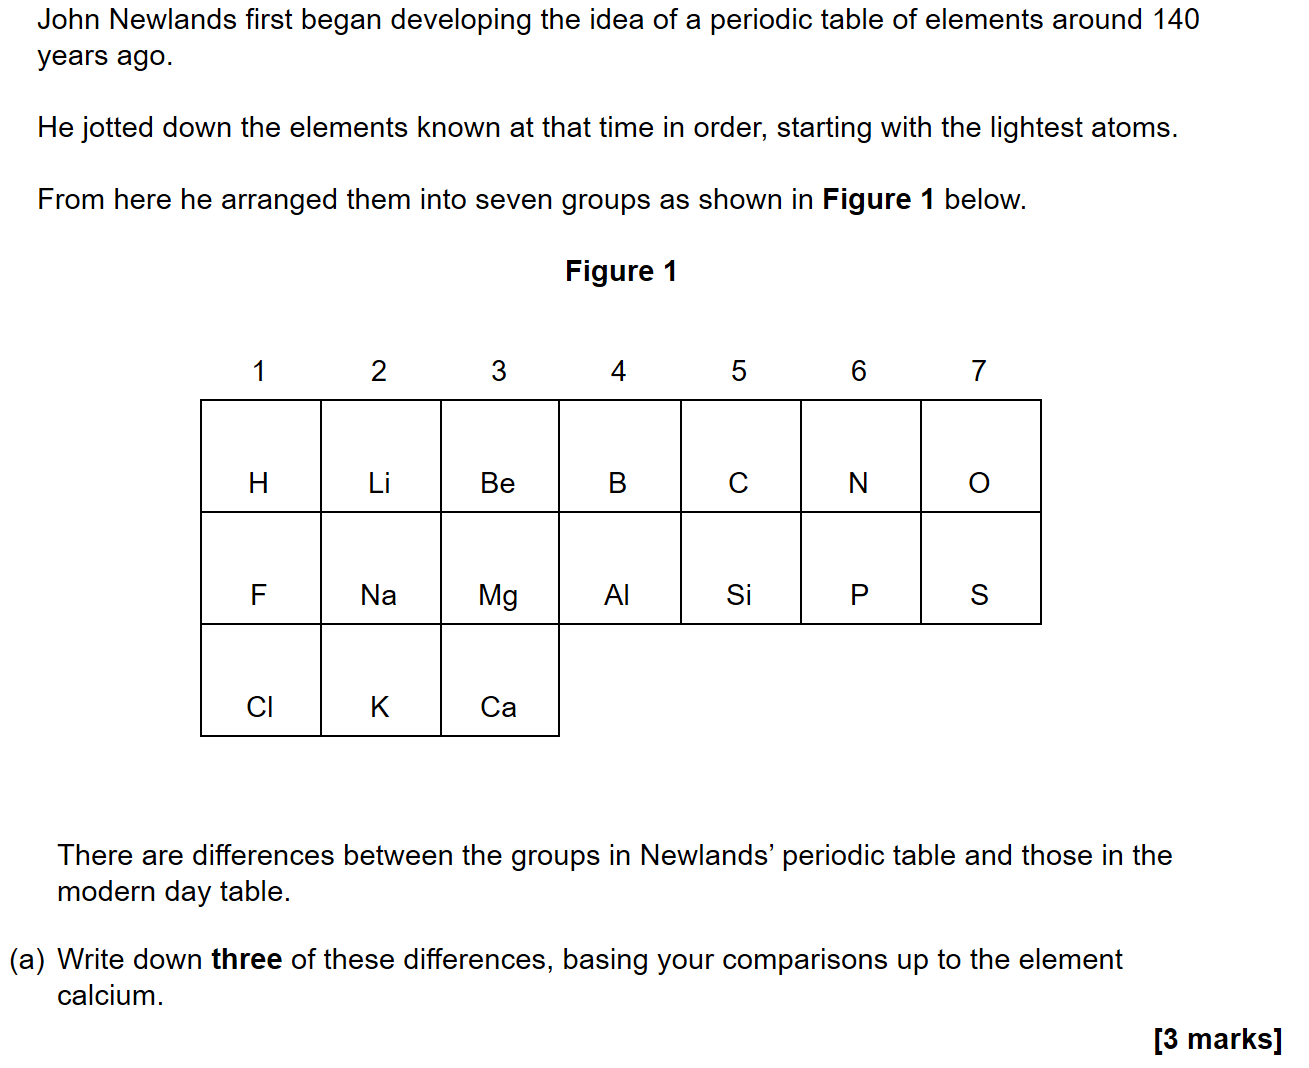 John Newlands first began developing the idea of a periodic table of elements around 140
years ago.
He jotted down the elements known at that time in order, starting with the lightest atoms.
From here he arranged them into seven groups as shown in Figure 1 below.
Figure 1
1 2 3 4 5 6 7
H Li Be B C N O
F Na Mg Al Si P S
Cl K Ca
There are differences between the groups in Newlands’ periodic table and those in the
modern day table.
(a) Write down three of these differences, basing your comparisons up to the element
calcium.
[3 marks]